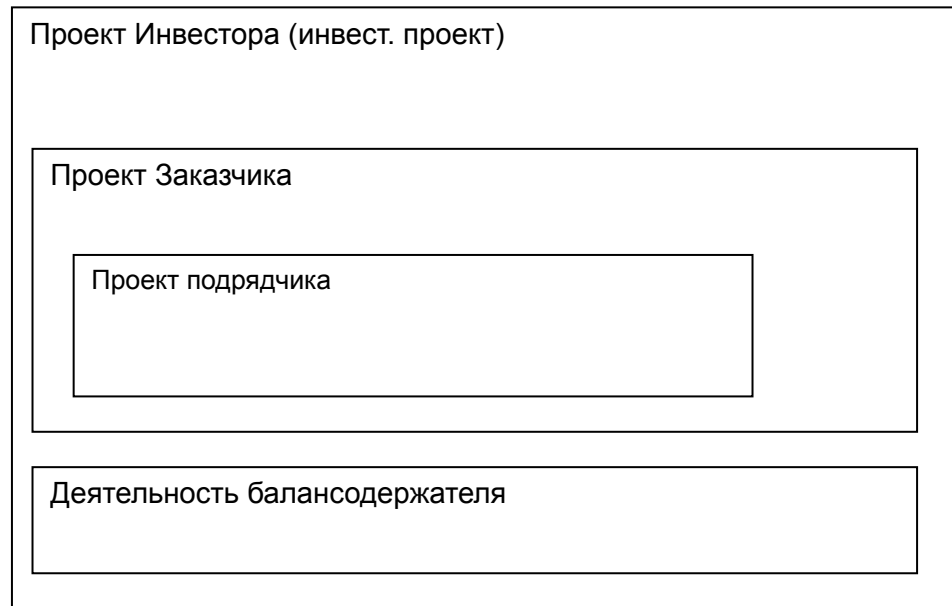 Проект Инвестора (инвест. проект)
Проект Заказчика
Проект подрядчика
Деятельность балансодержателя